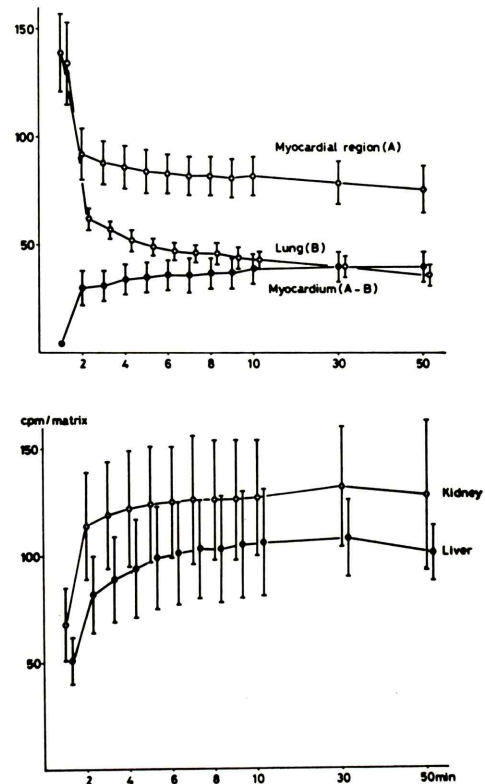 150
Myocardial region (A)
100
50
Lung (B)
Myocardium (A - B)
2 4 6 8 10 30 50
cpm/matrix
150
Kidney
100
Liver
50
2 4 6 8 10 30 50min